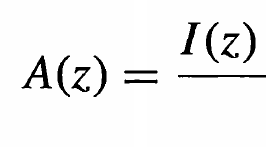 A(z) = I(z)